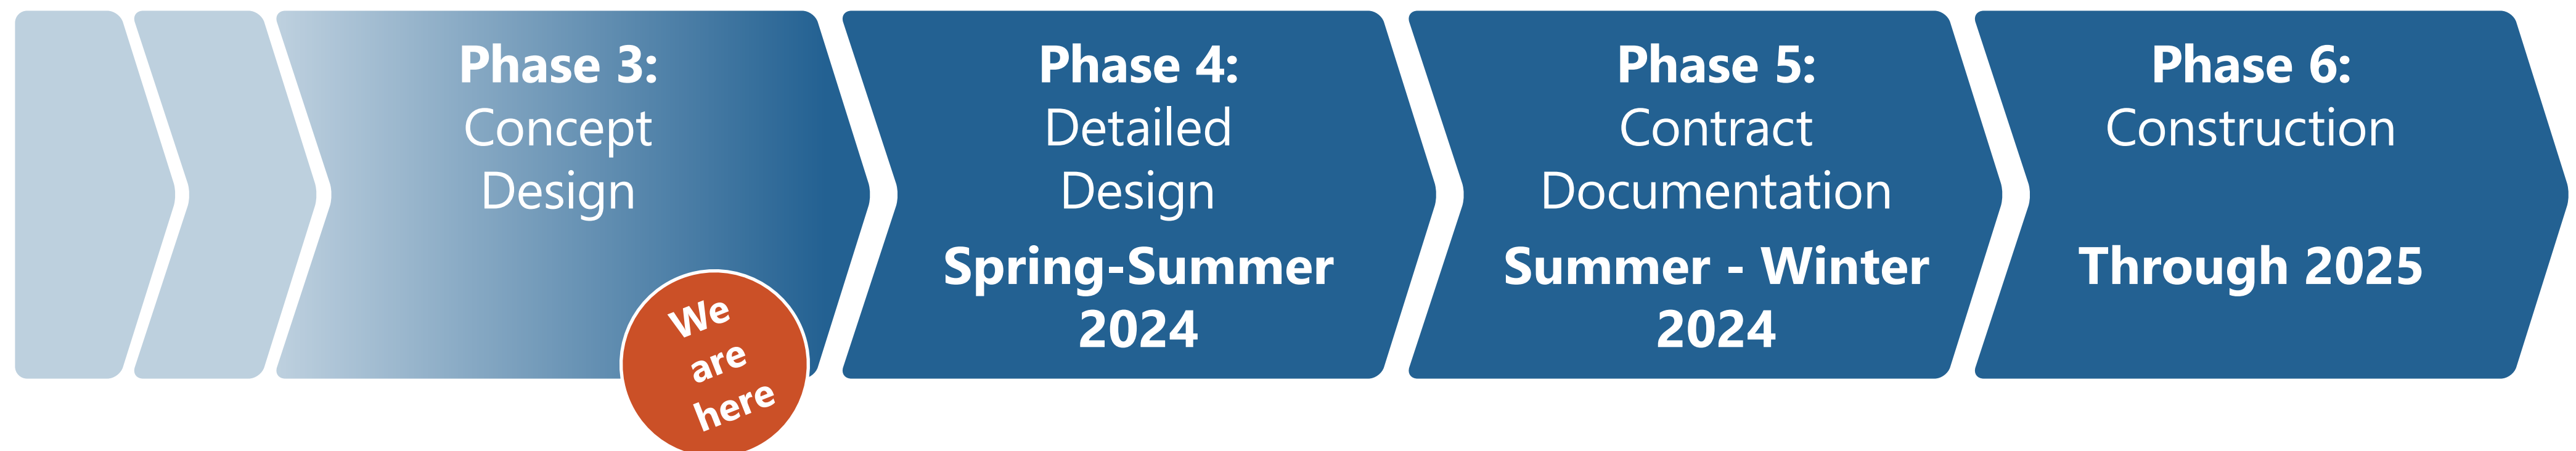 Phase 3:
Concept
Design
We
are
here
Phase 4:
Detailed
Design
Spring-Summer
2024
Phase 5:
Contract
Documentation
Summer - Winter
2024
Phase 6:
Construction
Through 2025